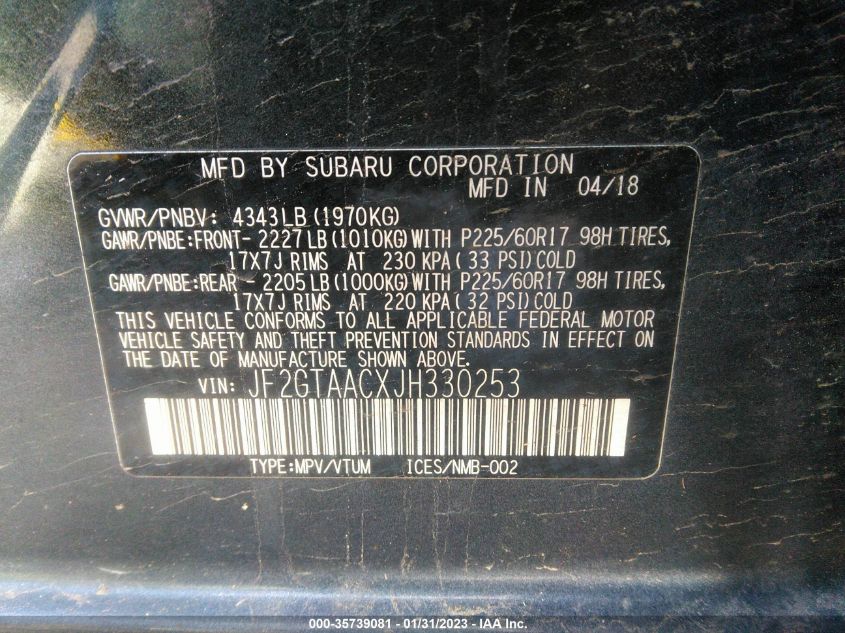 MFD BY SUBARU CORPORATION
MFD IN 04/18
GVWR/PNBV: 4343LB (1970KG)
GAWR/PNBE:FRONT- 2227 LB (1010KG) WITH P225/60R17 98H TIRES,
17X7J RIMS AT 230 KPA ( 33 PSI) COLD
GAWR/PNBE:REAR - 2205 LB (1000KG) WITH P225/60R17 98H TIRES,
17X7J RIMS AT 220 KPA ( 32 PSI) COLD
THIS VEHICLE CONFORMS TO ALL APPLICABLE FEDERAL MOTOR
VEHICLE SAFETY AND THEFT PREVENTION STANDARDS IN EFFECT ON
THE DATE OF MANUFACTURE SHOWN ABOVE.
VIN: JF2GTAACXJH330253
TYPE:MPV/VTUM ICES/NMB-002
000-35739081 - 01/31/2023 - IAA Inc.